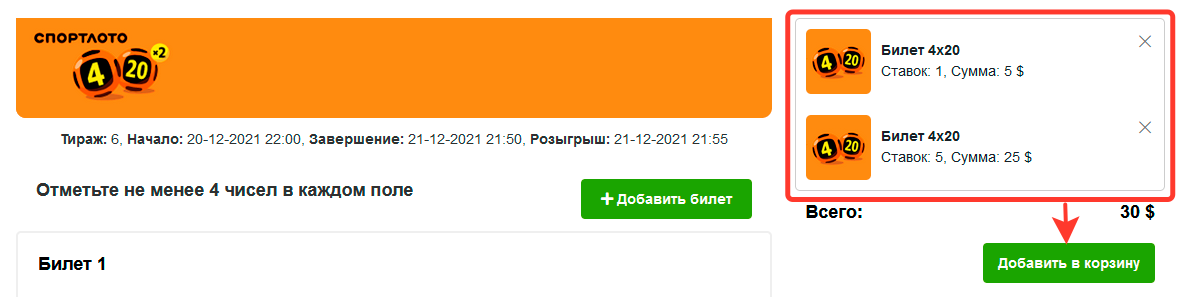 СПОРТЛОТО
4 20 ×2
Тираж: 6, Начало: 20-12-2021 22:00, Завершение: 21-12-2021 21:50, Розыгрыш: 21-12-2021 21:55
Отметьте не менее 4 чисел в каждом поле
+ Добавить билет
Билет 1
4 20
Билет 4x20
Ставок: 1, Сумма: 5 $
4 20
Билет 4x20
Ставок: 5, Сумма: 25 $
Всего: 30 $
Добавить в корзину